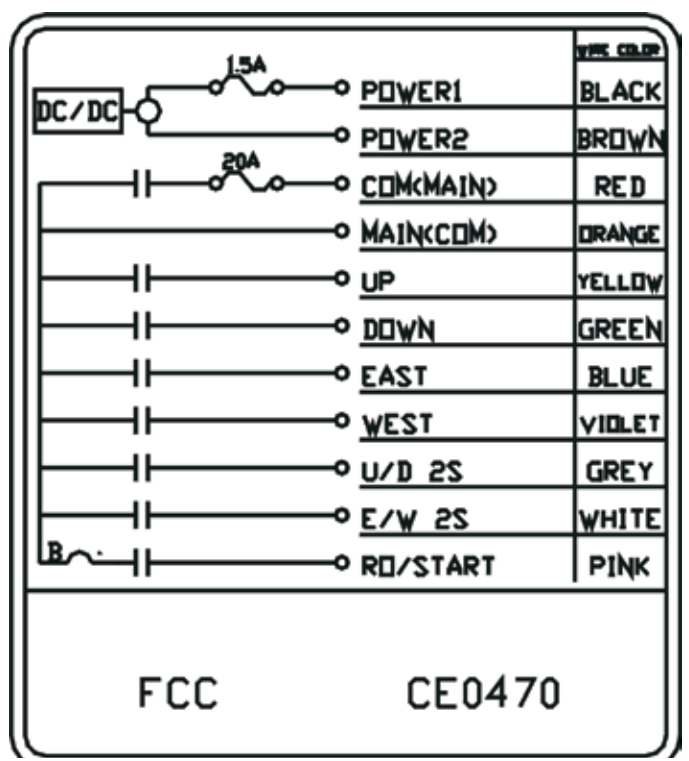 WIRE COLOR
1.5A
DC/DC POWER1 BLACK
POWER2 BROWN
20A
COM(MAIN) RED
MAIN(COM) ORANGE
UP YELLOW
DOWN GREEN
EAST BLUE
WEST VIOLET
U/D 2S GREY
E/W 2S WHITE
B RO/START PINK
FCC CE0470